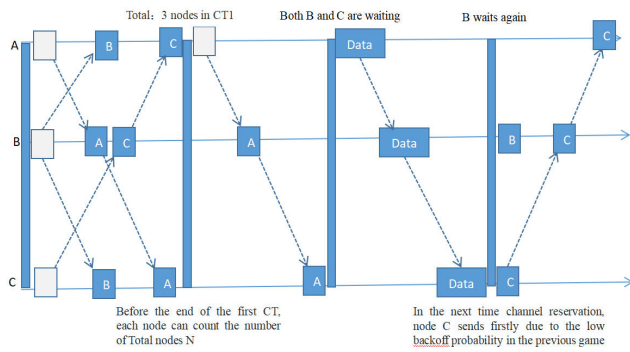 Total：3 nodes in CT1
Both B and C are waiting
B waits again
A
B
C
Data
C
B
A
C
A
Data
B
C
C
B
A
A
Data
C
Before the end of the first CT,
each node can count the number
of Total nodes N
In the next time channel reservation,
node C sends firstly due to the low
backoff probability in the previous game